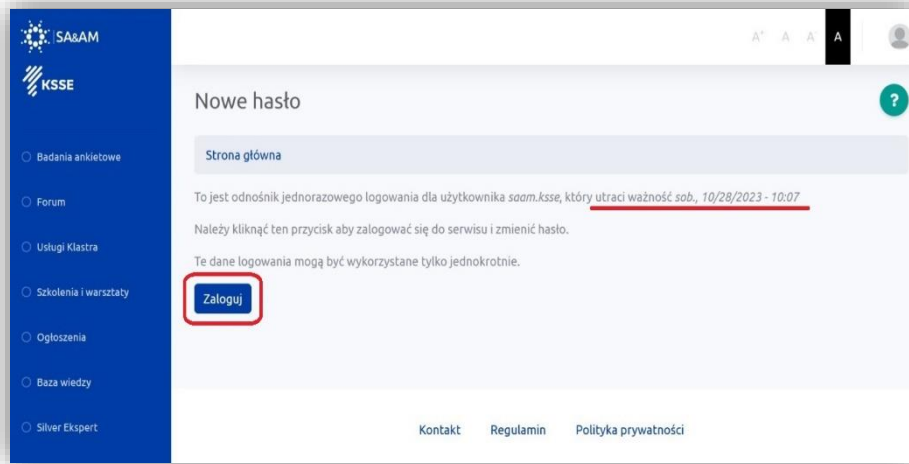 SA&AM
KSSE
A⁺ A A⁻ A
Nowe hasło
?
Strona główna
To jest odnośnik jednorazowego logowania dla użytkownika saam.ksse, który utraci ważność sob., 10/28/2023 - 10:07
Należy kliknąć ten przycisk aby zalogować się do serwisu i zmienić hasło.
Te dane logowania mogą być wykorzystane tylko jednokrotnie.
Zaloguj
Badania ankietowe
Forum
Usługi Klastra
Szkolenia i warsztaty
Ogłoszenia
Baza wiedzy
Silver Ekspert
Kontakt Regulamin Polityka prywatności